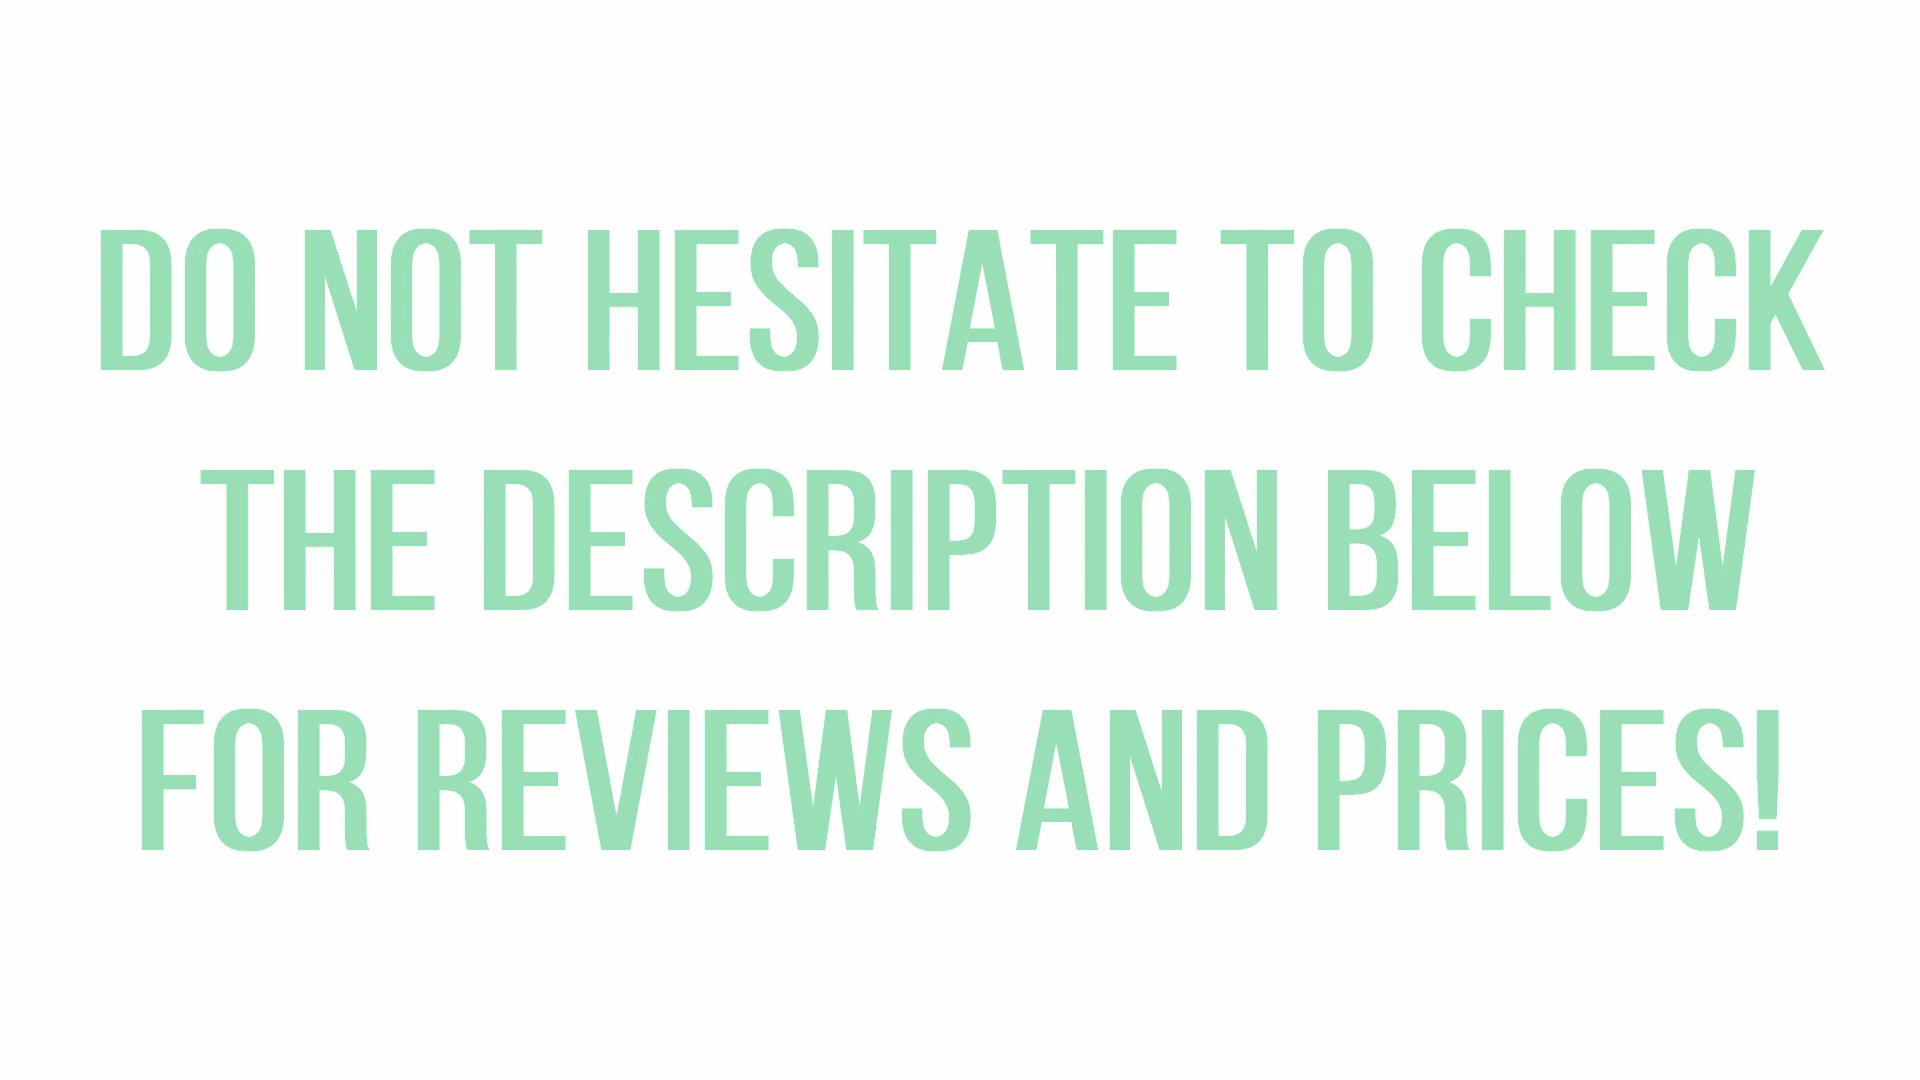 DO NOT HESITATE TO CHECK
THE DESCRIPTION BELOW
FOR REVIEWS AND PRICES!